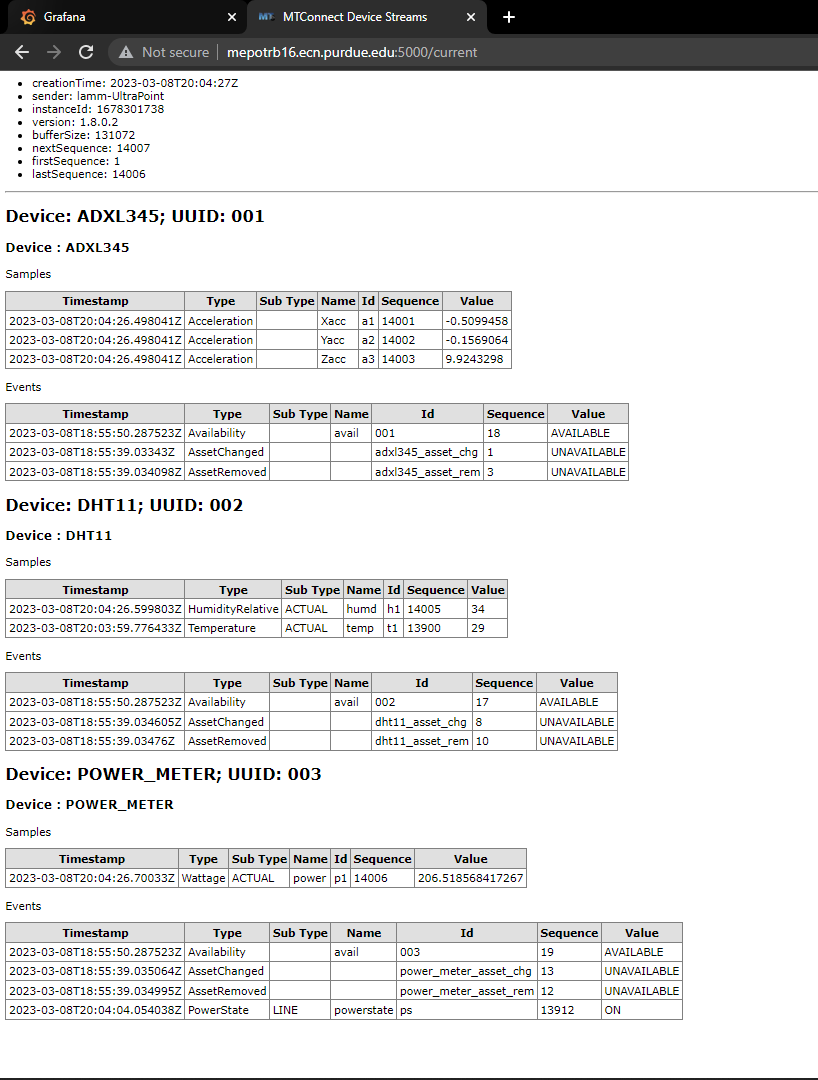 Grafana
MTConnect Device Streams
Not secure mepotrb16.ecn.purdue.edu:5000/current
creationTime: 2023-03-08T20:04:27Z
sender: lamm-UltraPoint
instanceId: 1678301738
version: 1.8.0.2
bufferSize: 131072
nextSequence: 14007
firstSequence: 1
lastSequence: 14006
Device: ADXL345; UUID: 001
Device : ADXL345
Samples
Timestamp Type Sub Type Name Id Sequence Value
2023-03-08T20:04:26.498041Z Acceleration Xacc a1 14001 -0.5099458
2023-03-08T20:04:26.498041Z Acceleration Yacc a2 14002 -0.1569064
2023-03-08T20:04:26.498041Z Acceleration Zacc a3 14003 9.9243298
Events
Timestamp Type Sub Type Name Id Sequence Value
2023-03-08T18:55:50.287523Z Availability avail 001 18 AVAILABLE
2023-03-08T18:55:39.03343Z AssetChanged adxl345_asset_chg 1 UNAVAILABLE
2023-03-08T18:55:39.034098Z AssetRemoved adxl345_asset_rem 3 UNAVAILABLE
Device: DHT11; UUID: 002
Device : DHT11
Samples
Timestamp Type Sub Type Name Id Sequence Value
2023-03-08T20:04:26.599803Z HumidityRelative ACTUAL humd h1 14005 34
2023-03-08T20:03:59.776433Z Temperature ACTUAL temp t1 13900 29
Events
Timestamp Type Sub Type Name Id Sequence Value
2023-03-08T18:55:50.287523Z Availability avail 002 17 AVAILABLE
2023-03-08T18:55:39.034605Z AssetChanged dht11_asset_chg 8 UNAVAILABLE
2023-03-08T18:55:39.03476Z AssetRemoved dht11_asset_rem 10 UNAVAILABLE
Device: POWER_METER; UUID: 003
Device : POWER_METER
Samples
Timestamp Type Sub Type Name Id Sequence Value
2023-03-08T20:04:26.70033Z Wattage ACTUAL power p1 14006 206.518568417267
Events
Timestamp Type Sub Type Name Id Sequence Value
2023-03-08T18:55:50.287523Z Availability avail 003 19 AVAILABLE
2023-03-08T18:55:39.035064Z AssetChanged power_meter_asset_chg 13 UNAVAILABLE
2023-03-08T18:55:39.034995Z AssetRemoved power_meter_asset_rem 12 UNAVAILABLE
2023-03-08T20:04:04.054038Z PowerState LINE powerstate ps 13912 ON